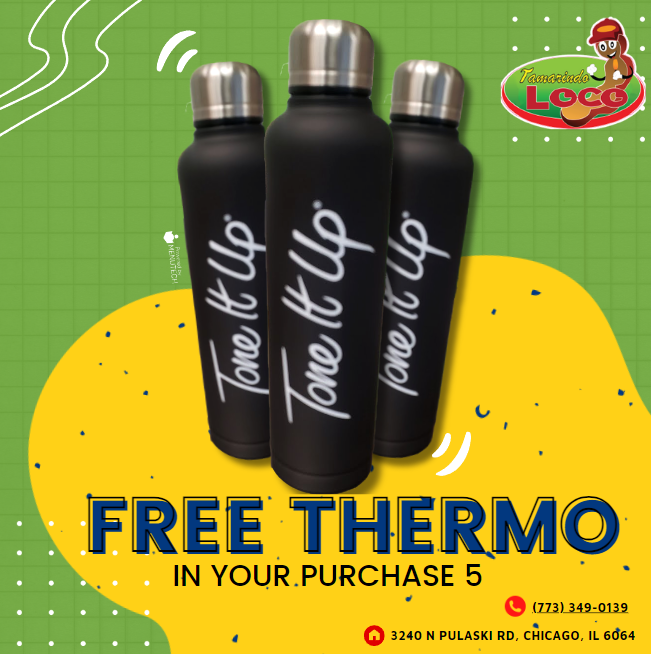 Tamarindo
LOCO
Tone It Up
Tone It Up
Tone It Up
MENUTECH
FREE THERMO
IN YOUR PURCHASE 5
(773) 349-0139
3240 N PULASKI RD, CHICAGO, IL 6064